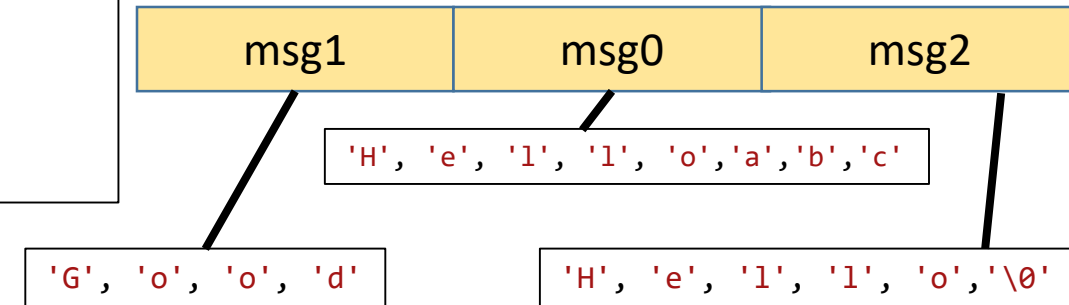 msg1 msg0 msg2
'H', 'e', 'l', 'l', 'o','a','b','c'
'G', 'o', 'o', 'd'
'H', 'e', 'l', 'l', 'o','\0'